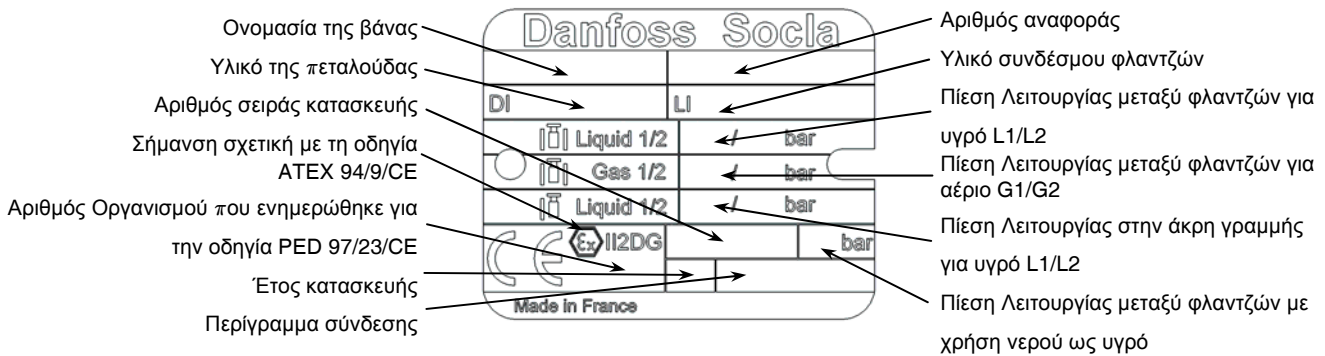 Ονομασία της βάνας
Υλικό της πεταλούδας
Αριθμός σειράς κατασκευής
Σήμανση σχετική με τη οδηγία
ATEX 94/9/CE
Αριθμός Οργανισμού που ενημερώθηκε για
την οδηγία PED 97/23/CE
Έτος κατασκευής
Περίγραμμα σύνδεσης
Danfoss Socla
DI LI
Liquid 1/2 / bar
Gas 1/2 / bar
Liquid 1/2 / bar
CE Ex II2DG bar
Made in France
Αριθμός αναφοράς
Υλικό συνδέσμου φλαντζών
Πίεση Λειτουργίας μεταξύ φλαντζών για
υγρό L1/L2
Πίεση Λειτουργίας μεταξύ φλαντζών για
αέριο G1/G2
Πίεση Λειτουργίας στην άκρη γραμμής
για υγρό L1/L2
Πίεση Λειτουργίας μεταξύ φλαντζών με
χρήση νερού ως υγρό